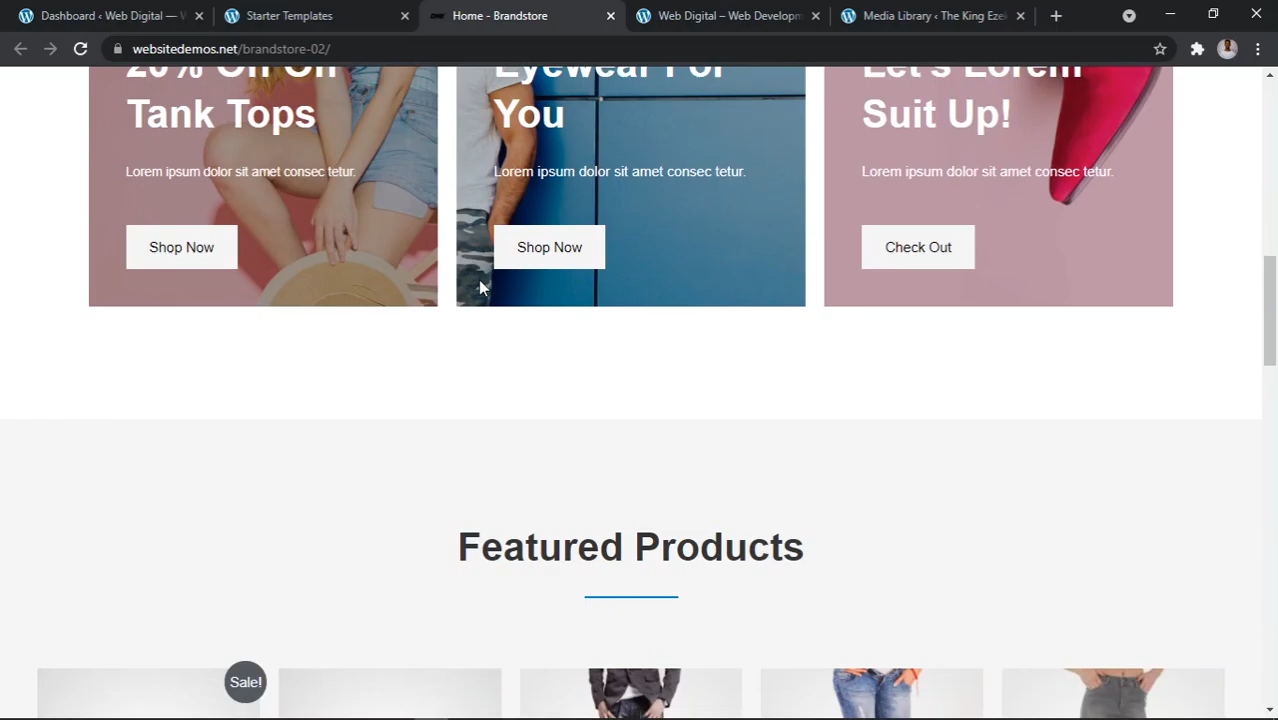 Dashboard ‹ Web Digital — W
Starter Templates
Home - Brandstore
Web Digital – Web Developm
Media Library ‹ The King Ezek
websitedemos.net/brandstore-02/
20% Off On
Tank Tops
Lorem ipsum dolor sit amet consec tetur.
Shop Now
Eyewear For
You
Lorem ipsum dolor sit amet consec tetur.
Shop Now
Let's Lorem
Suit Up!
Lorem ipsum dolor sit amet consec tetur.
Check Out
Featured Products
Sale!